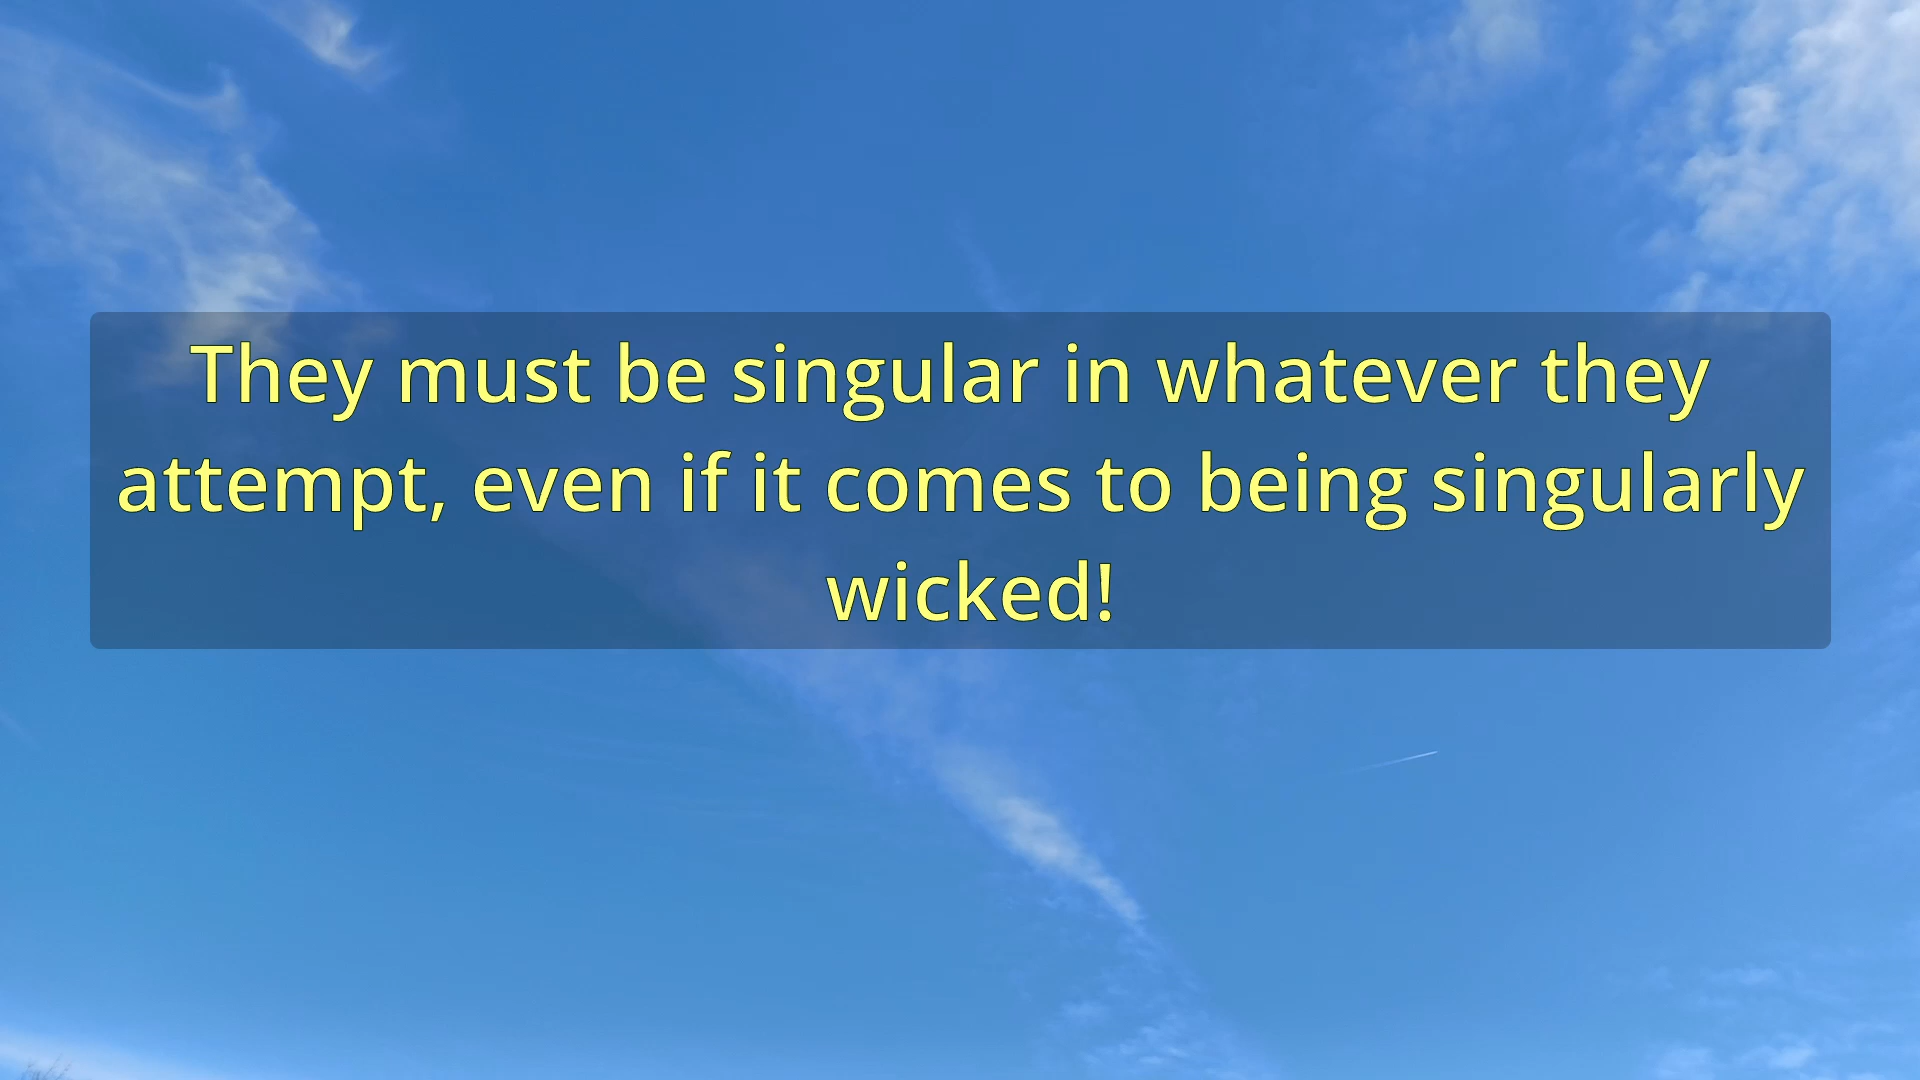 They must be singular in whatever they
attempt, even if it comes to being singularly
wicked!